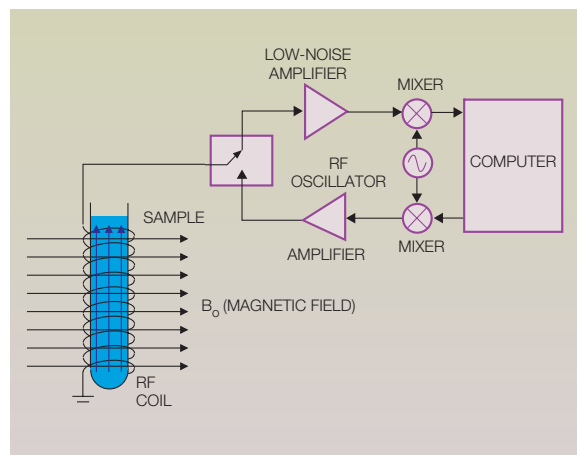 LOW-NOISE
AMPLIFIER
MIXER
RF
OSCILLATOR
COMPUTER
SAMPLE
AMPLIFIER
MIXER
Bo (MAGNETIC FIELD)
RF
COIL